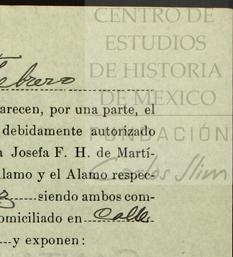 CENTRO DE
ESTUDIOS
DE HISTORIA
DE MEXICO
FUNDACIÓN
Carlos Slim
Febrero
arecen, por una parte, el
debidamente autorizado
a Josefa F. H. de Martí-
lamo y el Alamo respec-
siendo ambos com-
omiciliado en Calle
y exponen: